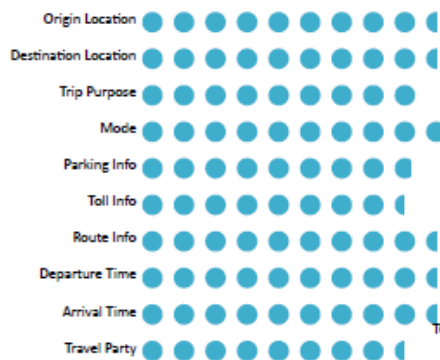 Origin Location
Destination Location
Trip Purpose
Mode
Parking Info
Toll Info
Route Info
Departure Time
Arrival Time
Travel Party